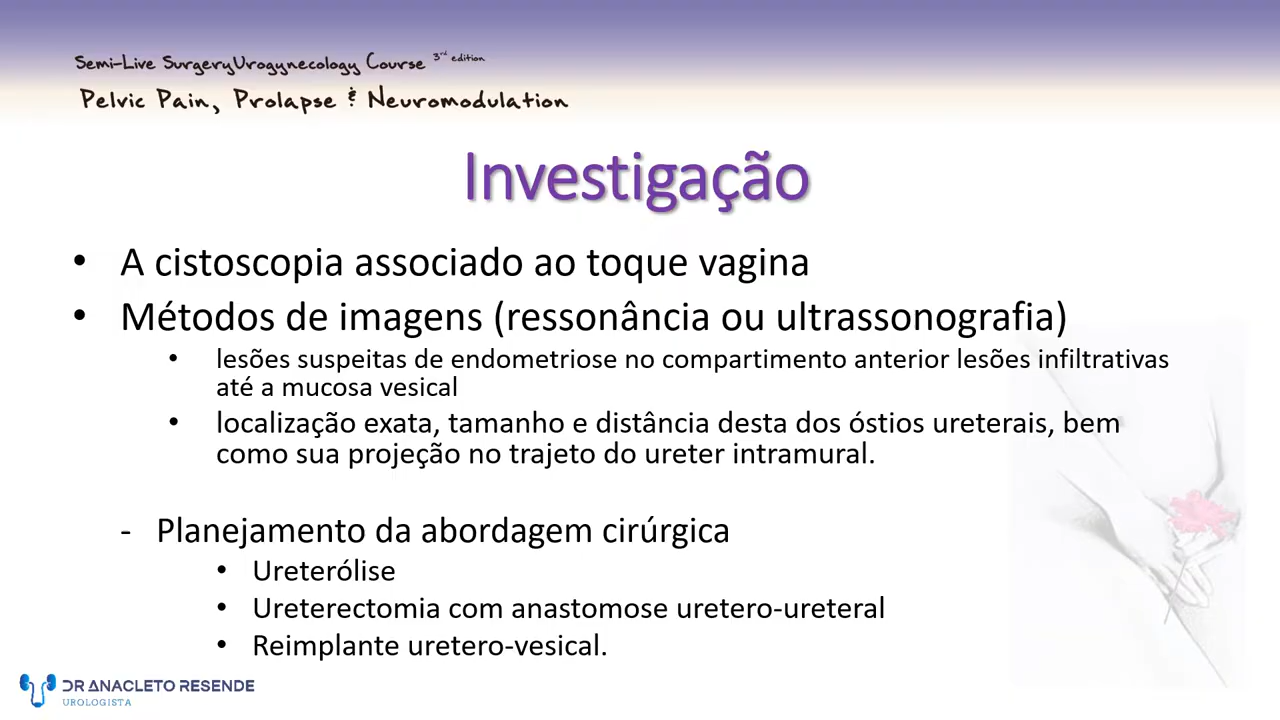 Semi-Live SurgeryUrogynecology Course 3rd edition
Pelvic Pain, Prolapse & Neuromodulation
Investigação
• A cistoscopia associado ao toque vagina
• Métodos de imagens (ressonância ou ultrassonografia)
• lesões suspeitas de endometriose no compartimento anterior lesões infiltrativas
até a mucosa vesical
• localização exata, tamanho e distância desta dos óstios ureterais, bem
como sua projeção no trajeto do ureter intramural.
- Planejamento da abordagem cirúrgica
• Ureterólise
• Ureterectomia com anastomose uretero-ureteral
• Reimplante uretero-vesical.
DR ANACLETO RESENDE
UROLOGISTA